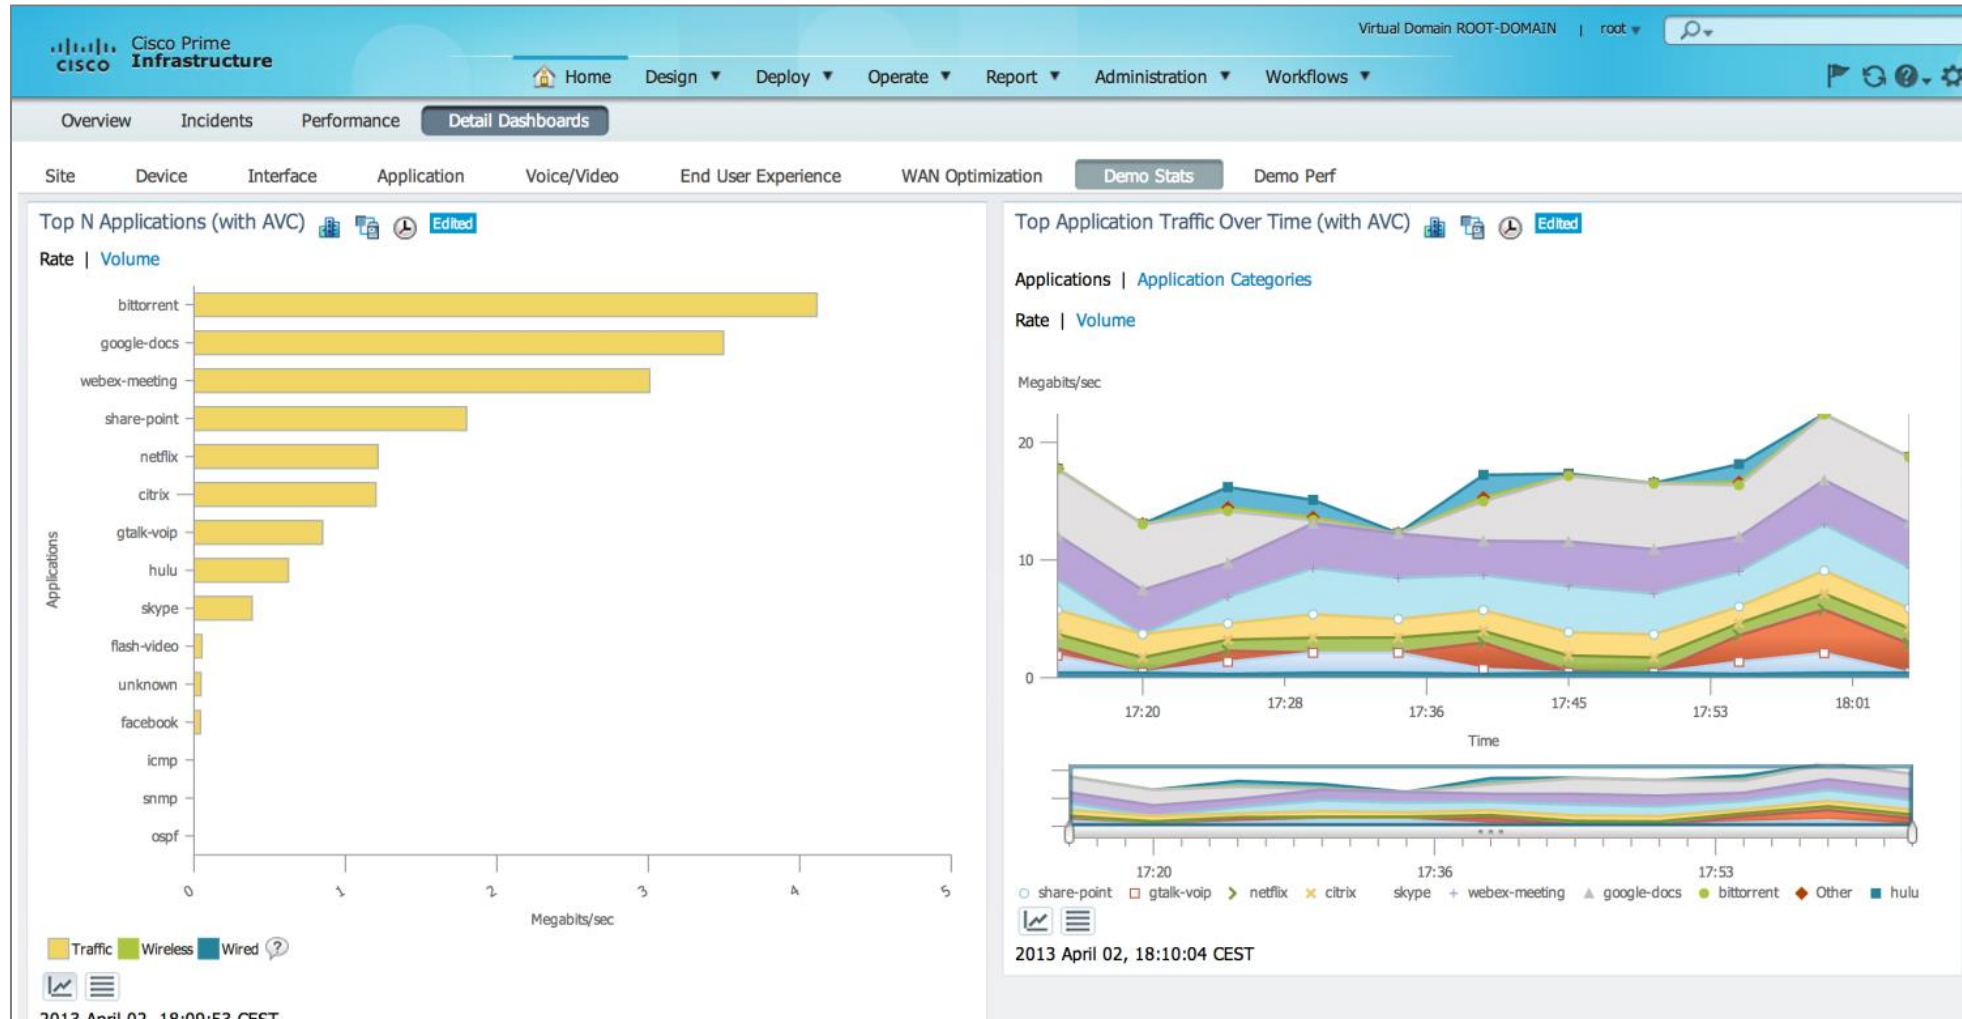 Virtual Domain ROOT-DOMAIN | root
cisco Cisco Prime
Infrastructure
Home Design Deploy Operate Report Administration Workflows
Overview Incidents Performance Detail Dashboards
Site Device Interface Application Voice/Video End User Experience WAN Optimization Demo Stats Demo Perf
Top N Applications (with AVC) Edited
Rate | Volume
bittorrent
google-docs
webex-meeting
share-point
netflix
citrix
gtalk-voip
hulu
skype
flash-video
unknown
facebook
icmp
snmp
ospf
Applications
0 1 2 3 4 5
Megabits/sec
Traffic Wireless Wired ?
2013 April 02, 18:09:53 CEST
Top Application Traffic Over Time (with AVC) Edited
Applications | Application Categories
Rate | Volume
Megabits/sec
20
10
0
17:20 17:28 17:36 17:45 17:53 18:01
Time
17:20 17:36 17:53
share-point gtalk-voip netflix citrix skype webex-meeting google-docs bittorrent Other hulu
2013 April 02, 18:10:04 CEST